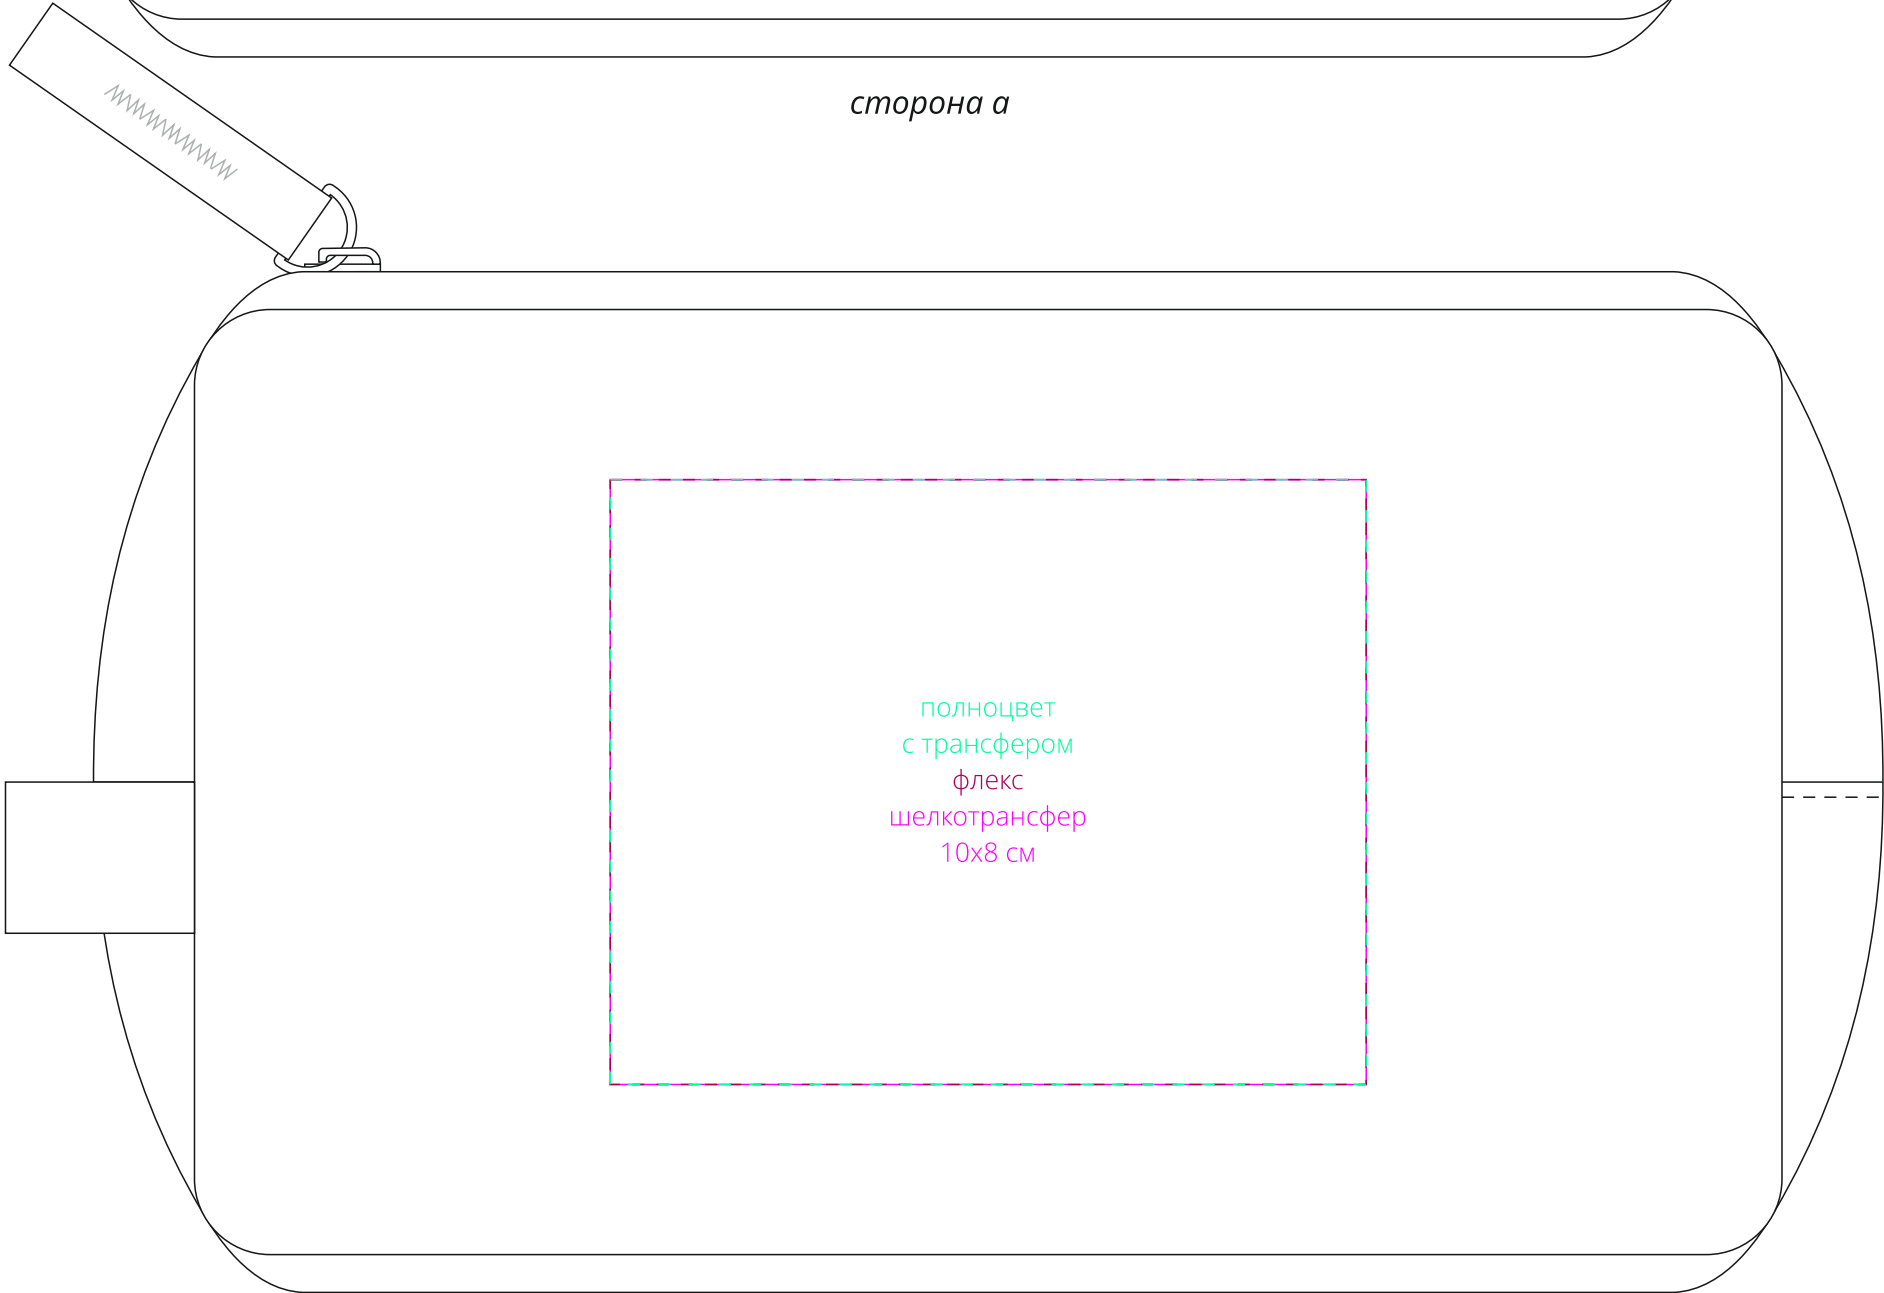 сторона а
полноцвет
с трансфером
флекс
шелкотрансфер
10х8 см